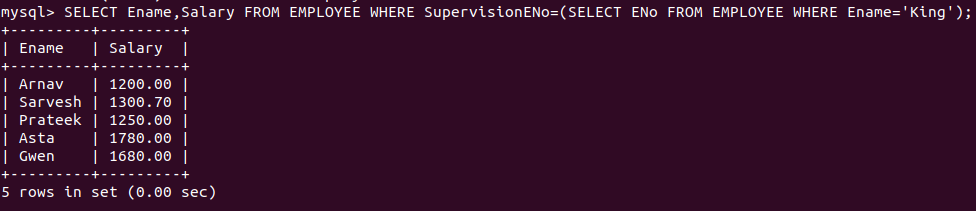 mysql> SELECT Ename,Salary FROM EMPLOYEE WHERE SupervisionENo=(SELECT ENo FROM EMPLOYEE WHERE Ename='King');
+---------+---------+
| Ename   | Salary  |
+---------+---------+
| Arnav   | 1200.00 |
| Sarvesh | 1300.70 |
| Prateek | 1250.00 |
| Asta    | 1780.00 |
| Gwen    | 1680.00 |
+---------+---------+
5 rows in set (0.00 sec)